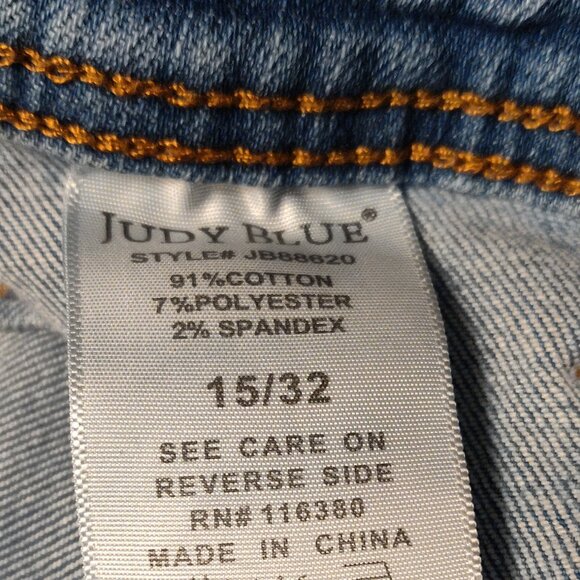 JUDY BLUE®
STYLE# JB88620
91%COTTON
7%POLYESTER
2% SPANDEX
15/32
SEE CARE ON
REVERSE SIDE
RN# 116380
MADE IN CHINA